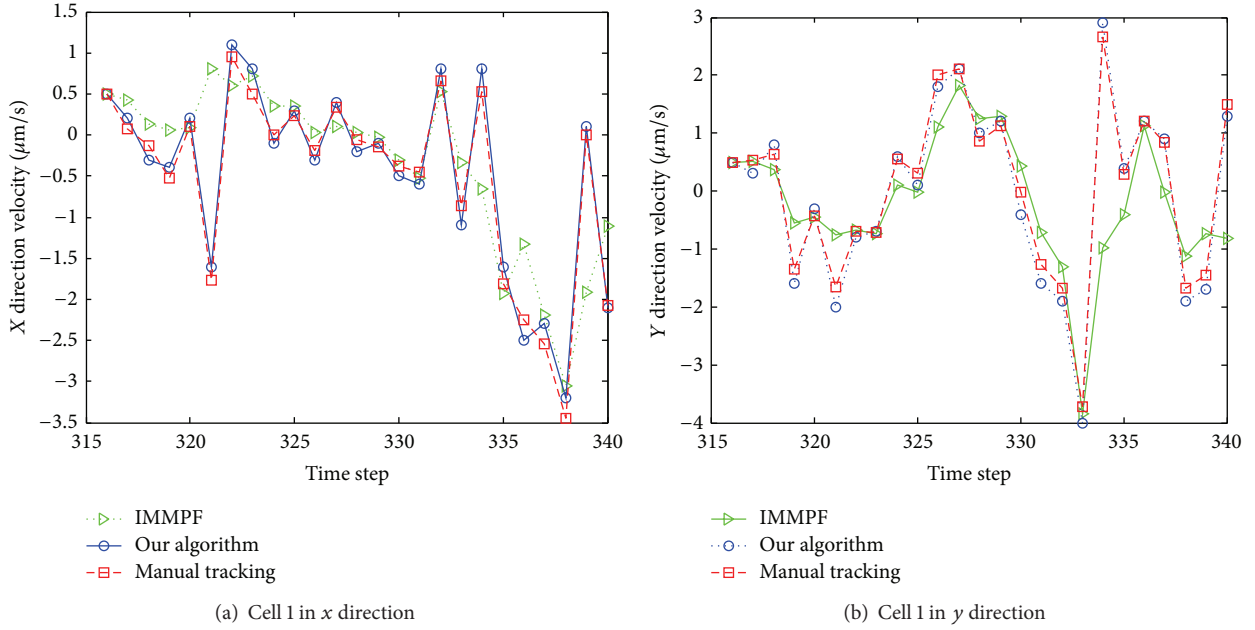 1.5
1
0.5
0
−0.5
−1
−1.5
−2
−2.5
−3
−3.5
X direction velocity (μm/s)
315 320 325 330 335 340
Time step
IMMPF
Our algorithm
Manual tracking
(a) Cell 1 in x direction
3
2
1
0
−1
−2
−3
−4
Y direction velocity (μm/s)
315 320 325 330 335 340
Time step
IMMPF
Our algorithm
Manual tracking
(b) Cell 1 in y direction